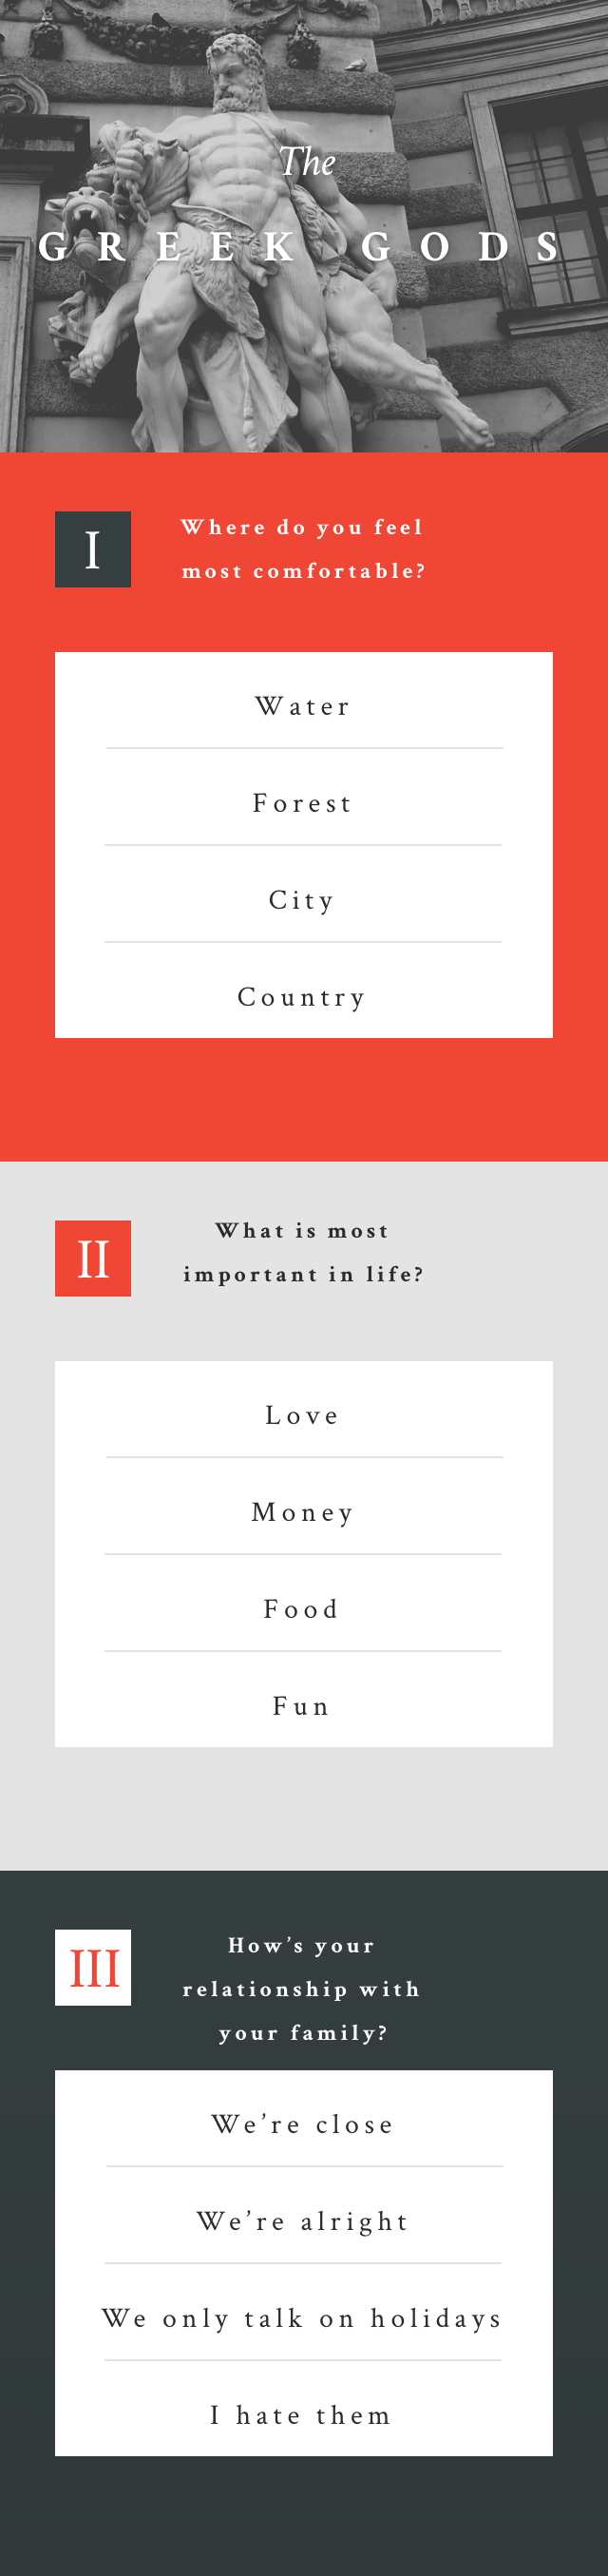 The
GREEK GODS
I
Where do you feel
most comfortable?
Water
Forest
City
Country
II
What is most
important in life?
Love
Money
Food
Fun
III
How’s your
relationship with
your family?
We’re close
We’re alright
We only talk on holidays
I hate them